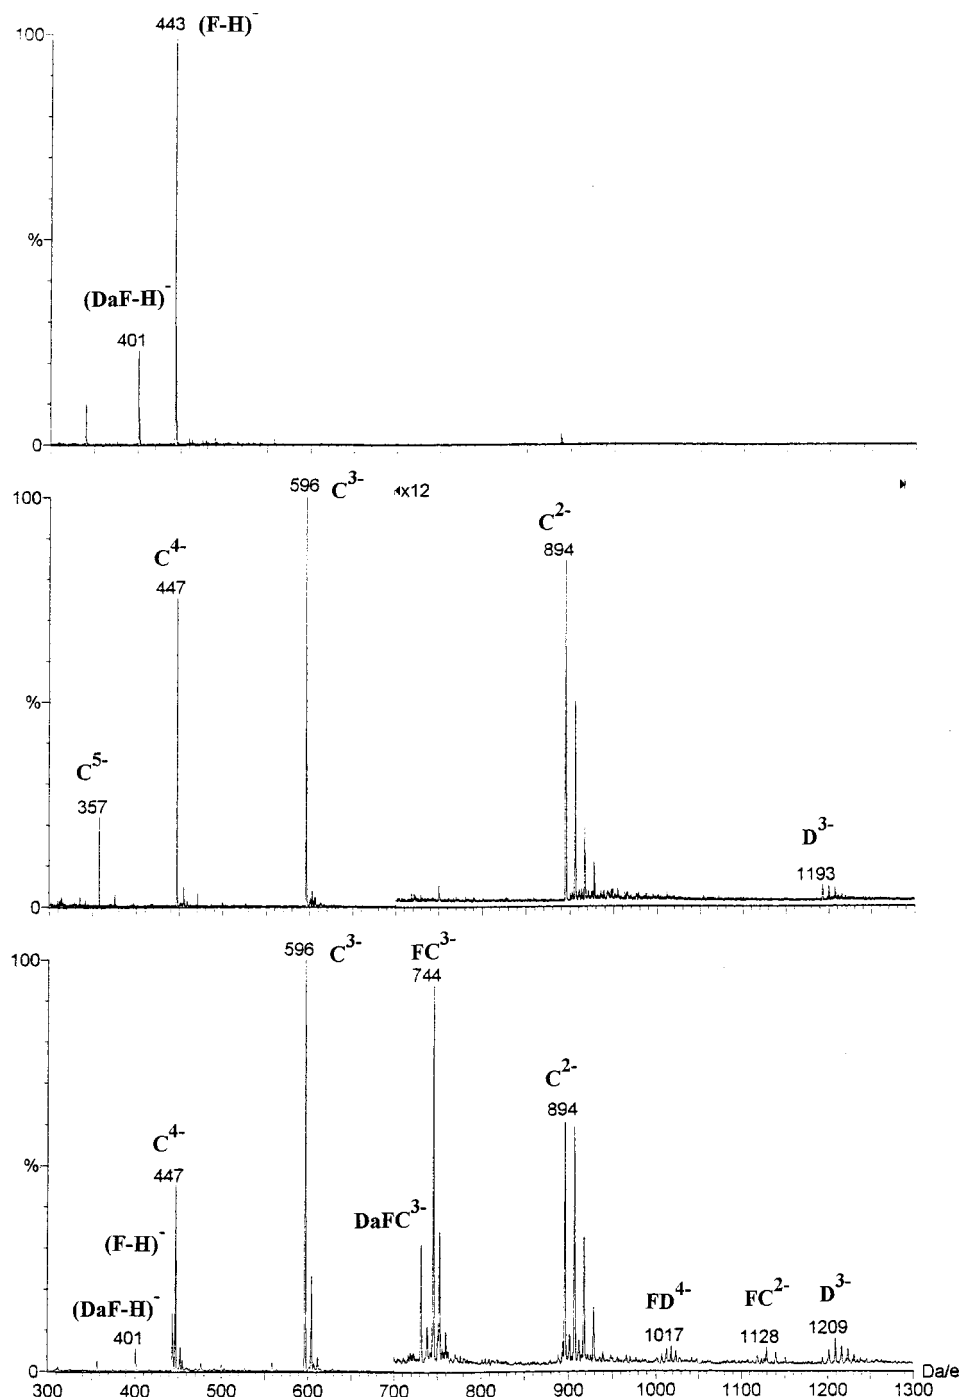 443 (F-H)⁻
100
%
(DaF-H)⁻
401
0
100
596 C³⁻ x12
C²⁻
894
C⁴⁻
447
%
C⁵⁻
357
D³⁻
1193
0
100
596 C³⁻ FC³⁻
744
C²⁻
894
C⁴⁻
447
%
DaFC³⁻
(F-H)⁻
(DaF-H)⁻
401
FD⁴⁻ FC²⁻ D³⁻
1017 1128 1209
0
300 400 500 600 700 800 900 1000 1100 1200 1300 Da/e